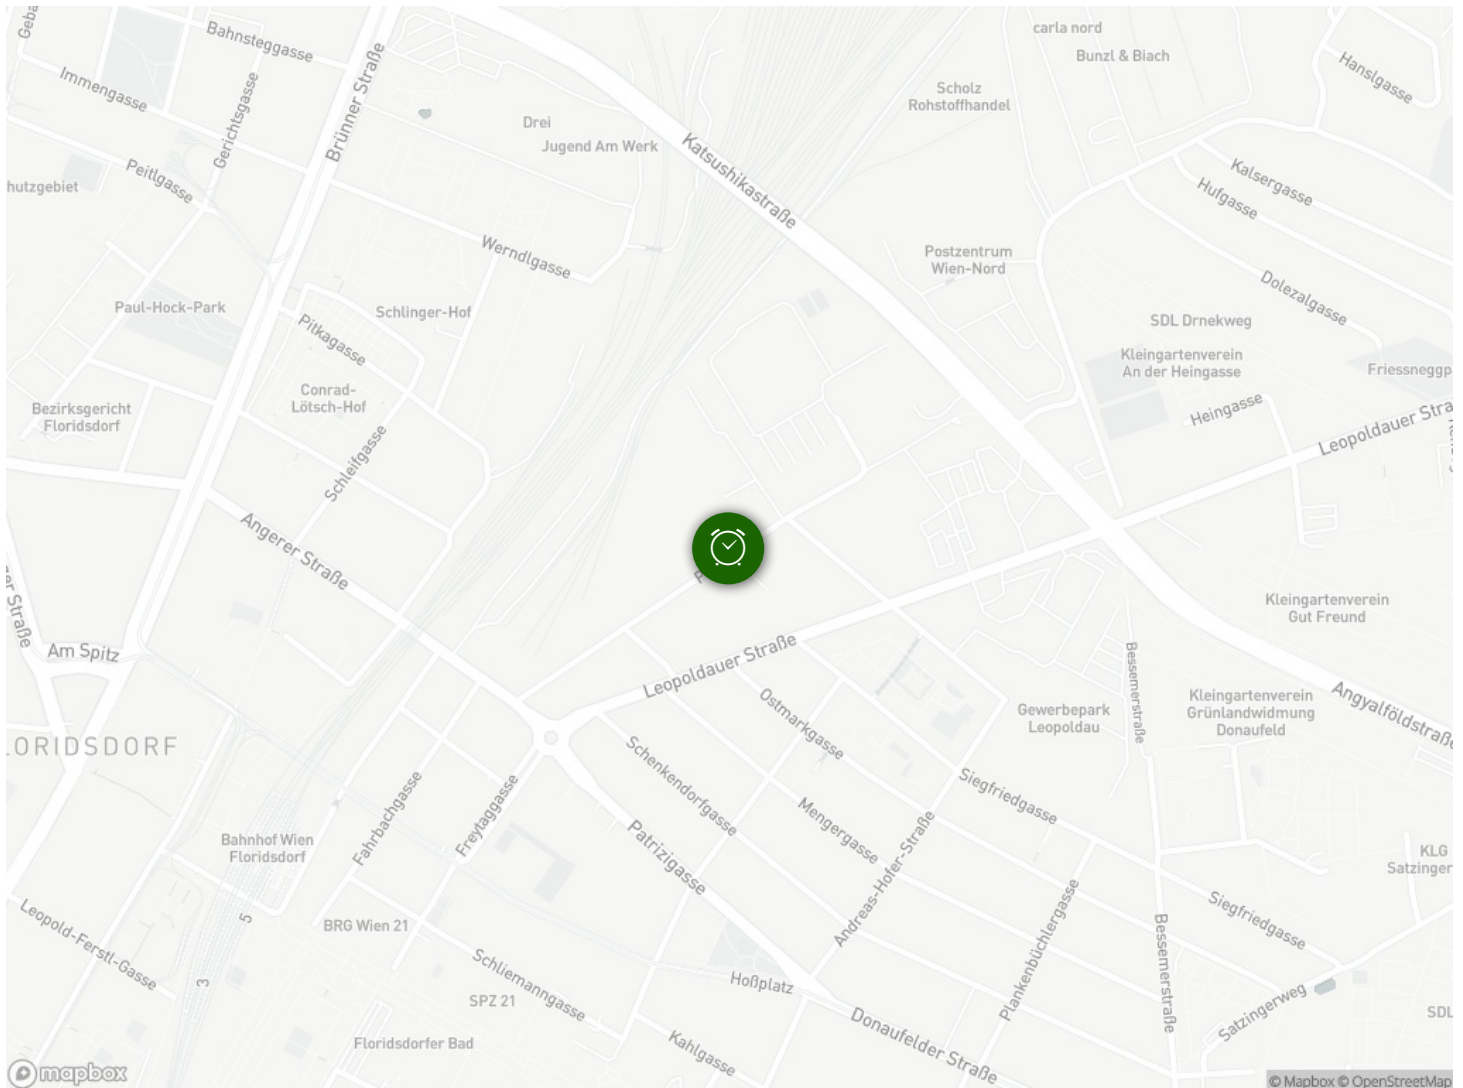 carla nord
Bunzl & Biach
Bahnsteggasse
Immengasse
Gerichtsgasse
Brünner Straße
Peitlgasse
hutzgebiet
Drei
Jugend Am Werk
Scholz
Rohstoffhandel
Hanslgasse
Katsushikastraße
Kalsergasse
Hufgasse
Werndlgasse
Postzentrum
Wien-Nord
Dolezalgasse
Paul-Hock-Park
Schlinger-Hof
Pitkagasse
SDL Drnekweg
Kleingartenverein
An der Heingasse
Friessneggp
Conrad-
Lötsch-Hof
Bezirksgericht
Floridsdorf
Heingasse
Leopoldauer Stra
Schleifgasse
Angerer Straße
er Straße
Am Spitz
Kleingartenverein
Gut Freund
Leopoldauer Straße
Bessemerstraße
Ostmarkgasse
Gewerbepark
Leopoldau
Kleingartenverein
Grünlandwidmung
Donaufeld
Angyalföldstraße
LORIDSDORF
Schenkendorfgasse
Siegfriedgasse
Mengergasse
Fahrbachgasse
Freytaggasse
Patrizigasse
Bahnhof Wien
Floridsdorf
Andreas-Hofer-Straße
KLG
Satzinger
Plankenbüchlergasse
Siegfriedgasse
Bessemerstraße
Leopold-Ferstl-Gasse
5
3
BRG Wien 21
Schliemanngasse
SPZ 21
Hoßplatz
Satzingerweg
SDL
Floridsdorfer Bad
Kahlgasse
Donaufelder Straße
mapbox
© Mapbox © OpenStreetMap